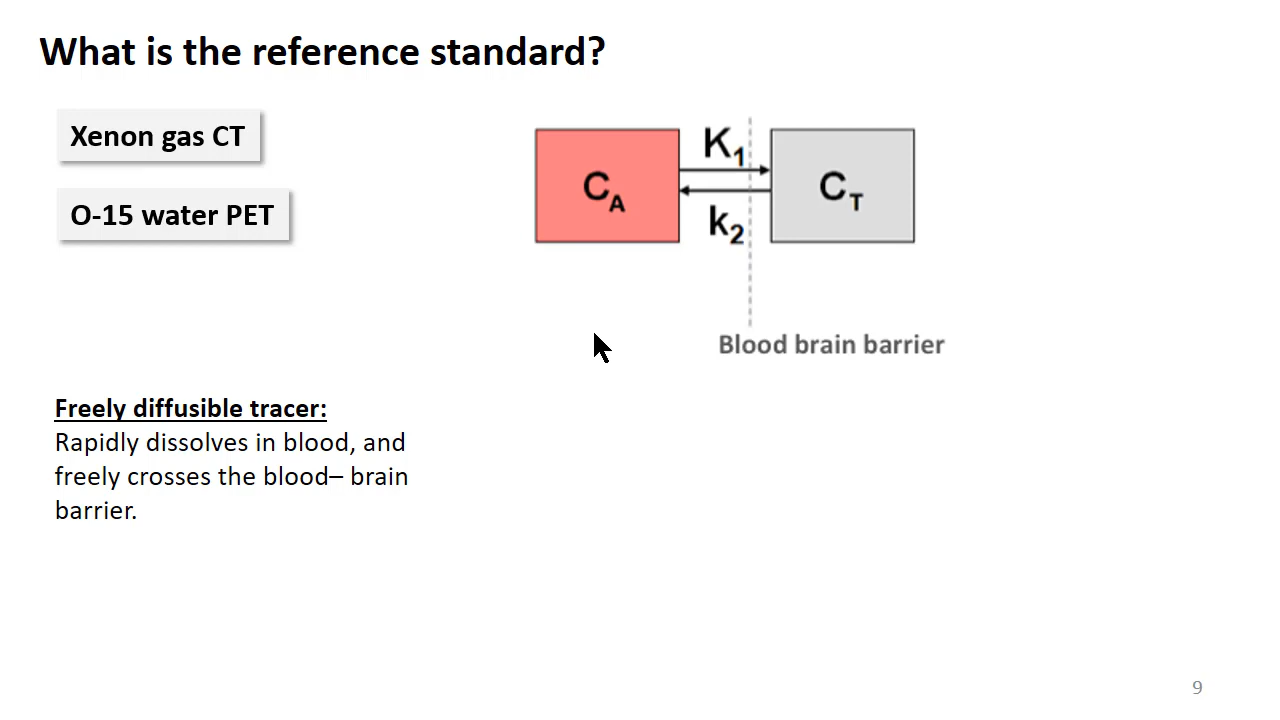 What is the reference standard?
Xenon gas CT
O-15 water PET
K1
CA
CT
k2
Blood brain barrier
Freely diffusible tracer:
Rapidly dissolves in blood, and
freely crosses the blood– brain
barrier.
9